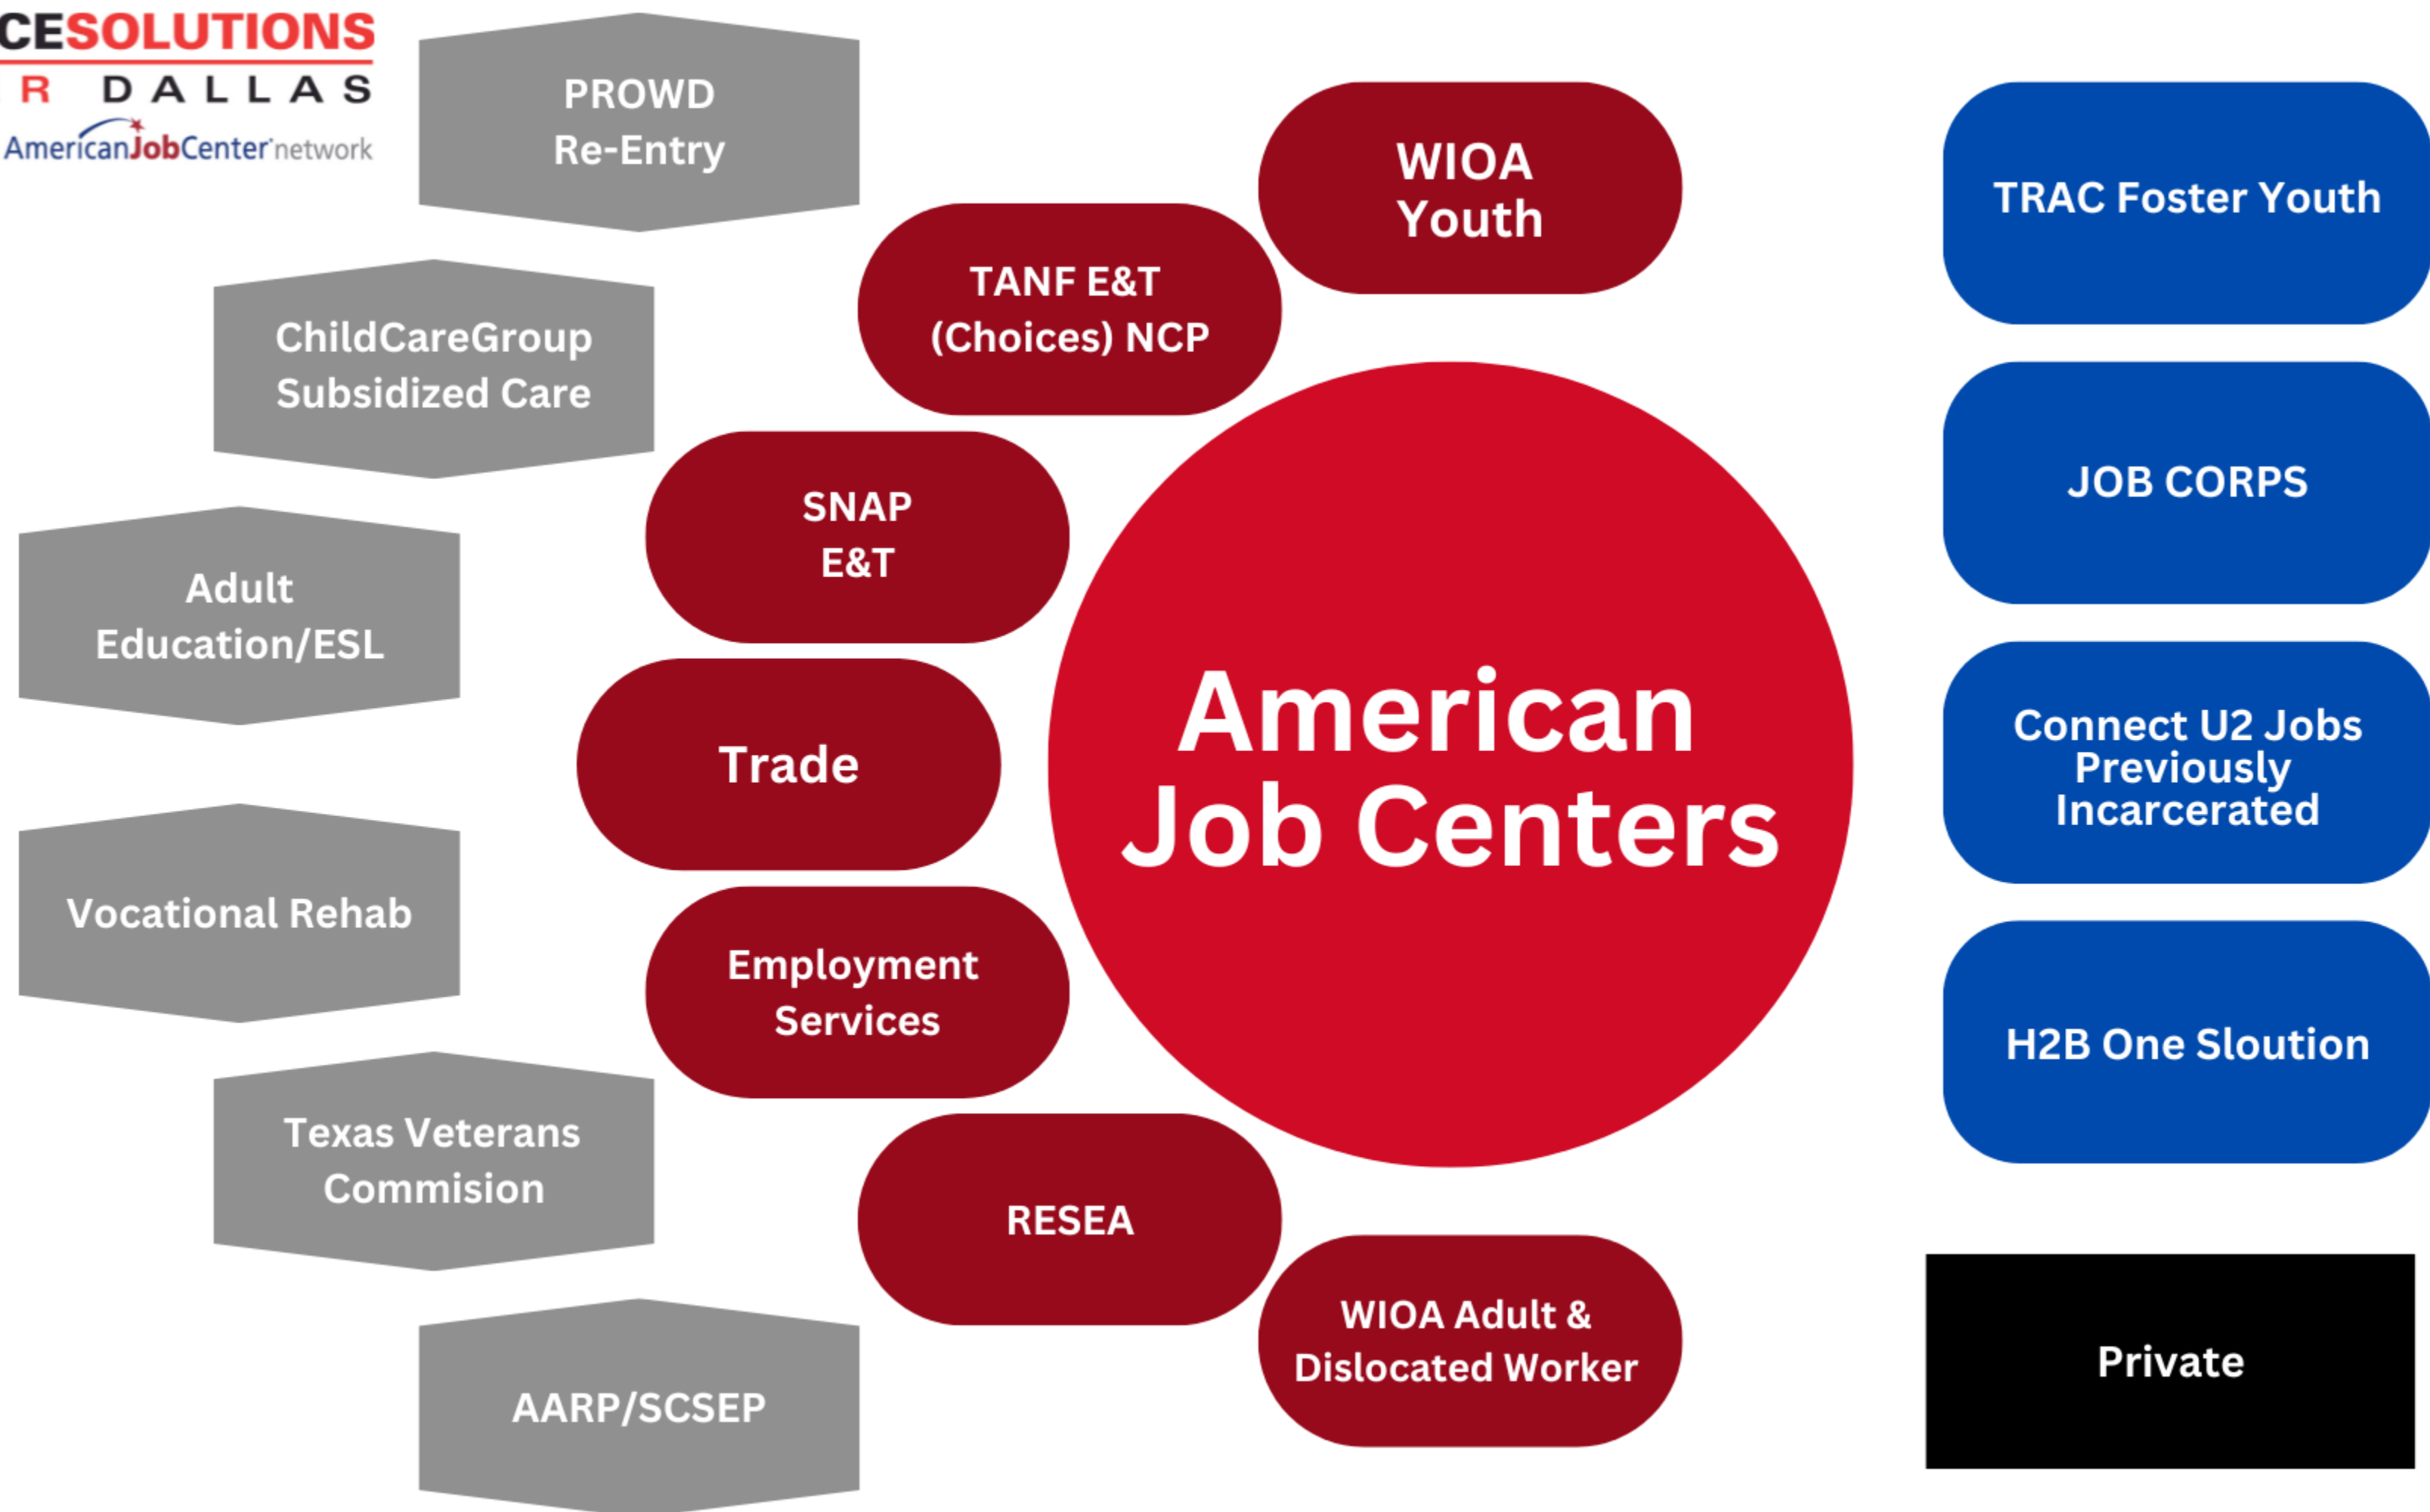 CESOLUTIONS
R DALLAS
AmericanJobCenter network
PROWD
Re-Entry
ChildCareGroup
Subsidized Care
Adult
Education/ESL
Vocational Rehab
Texas Veterans
Commision
AARP/SCSEP
WIOA
Youth
TANF E&T
(Choices) NCP
SNAP
E&T
Trade
Employment
Services
RESEA
WIOA Adult &
Dislocated Worker
American
Job Centers
TRAC Foster Youth
JOB CORPS
Connect U2 Jobs
Previously
Incarcerated
H2B One Sloution
Private